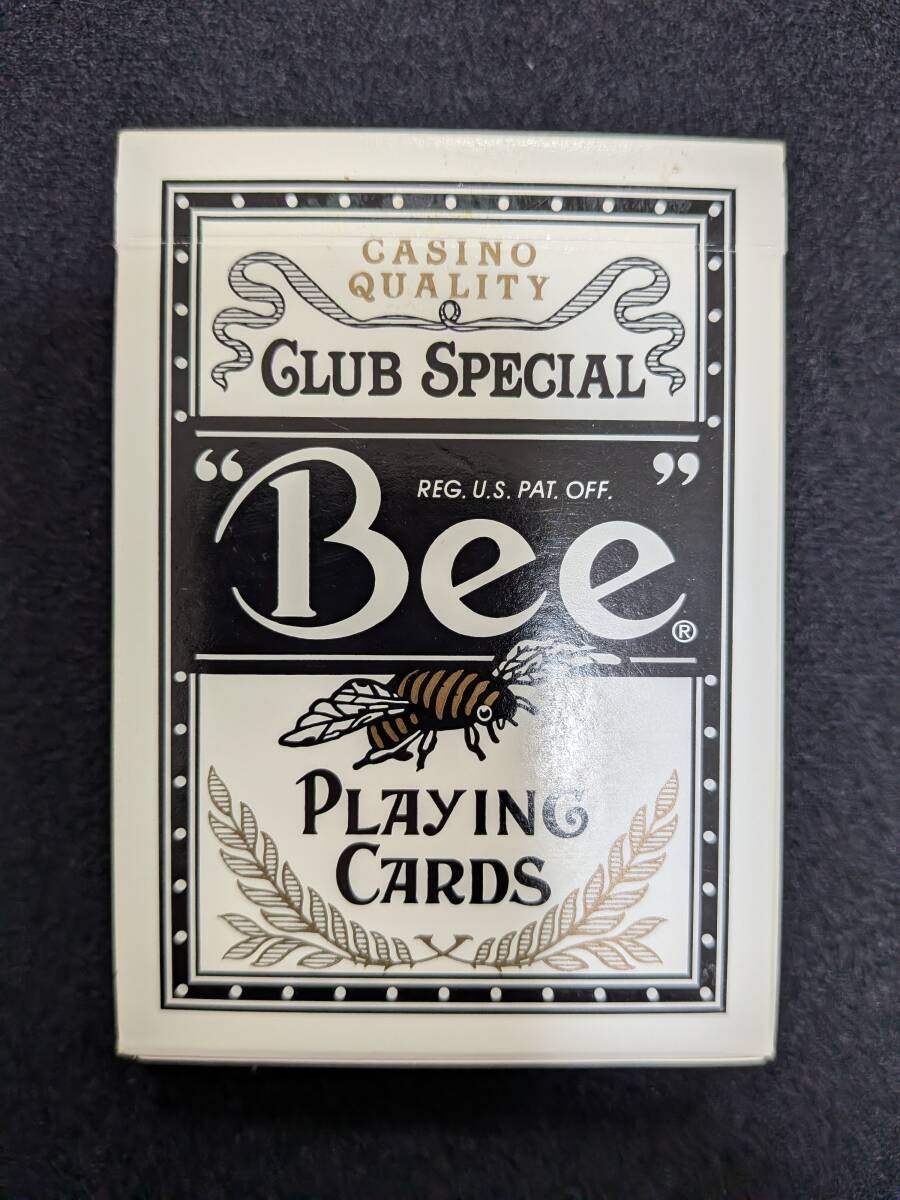 CASINO
QUALITY
CLUB SPECIAL
“Bee”
REG. U.S. PAT. OFF.
®
PLAYING
CARDS